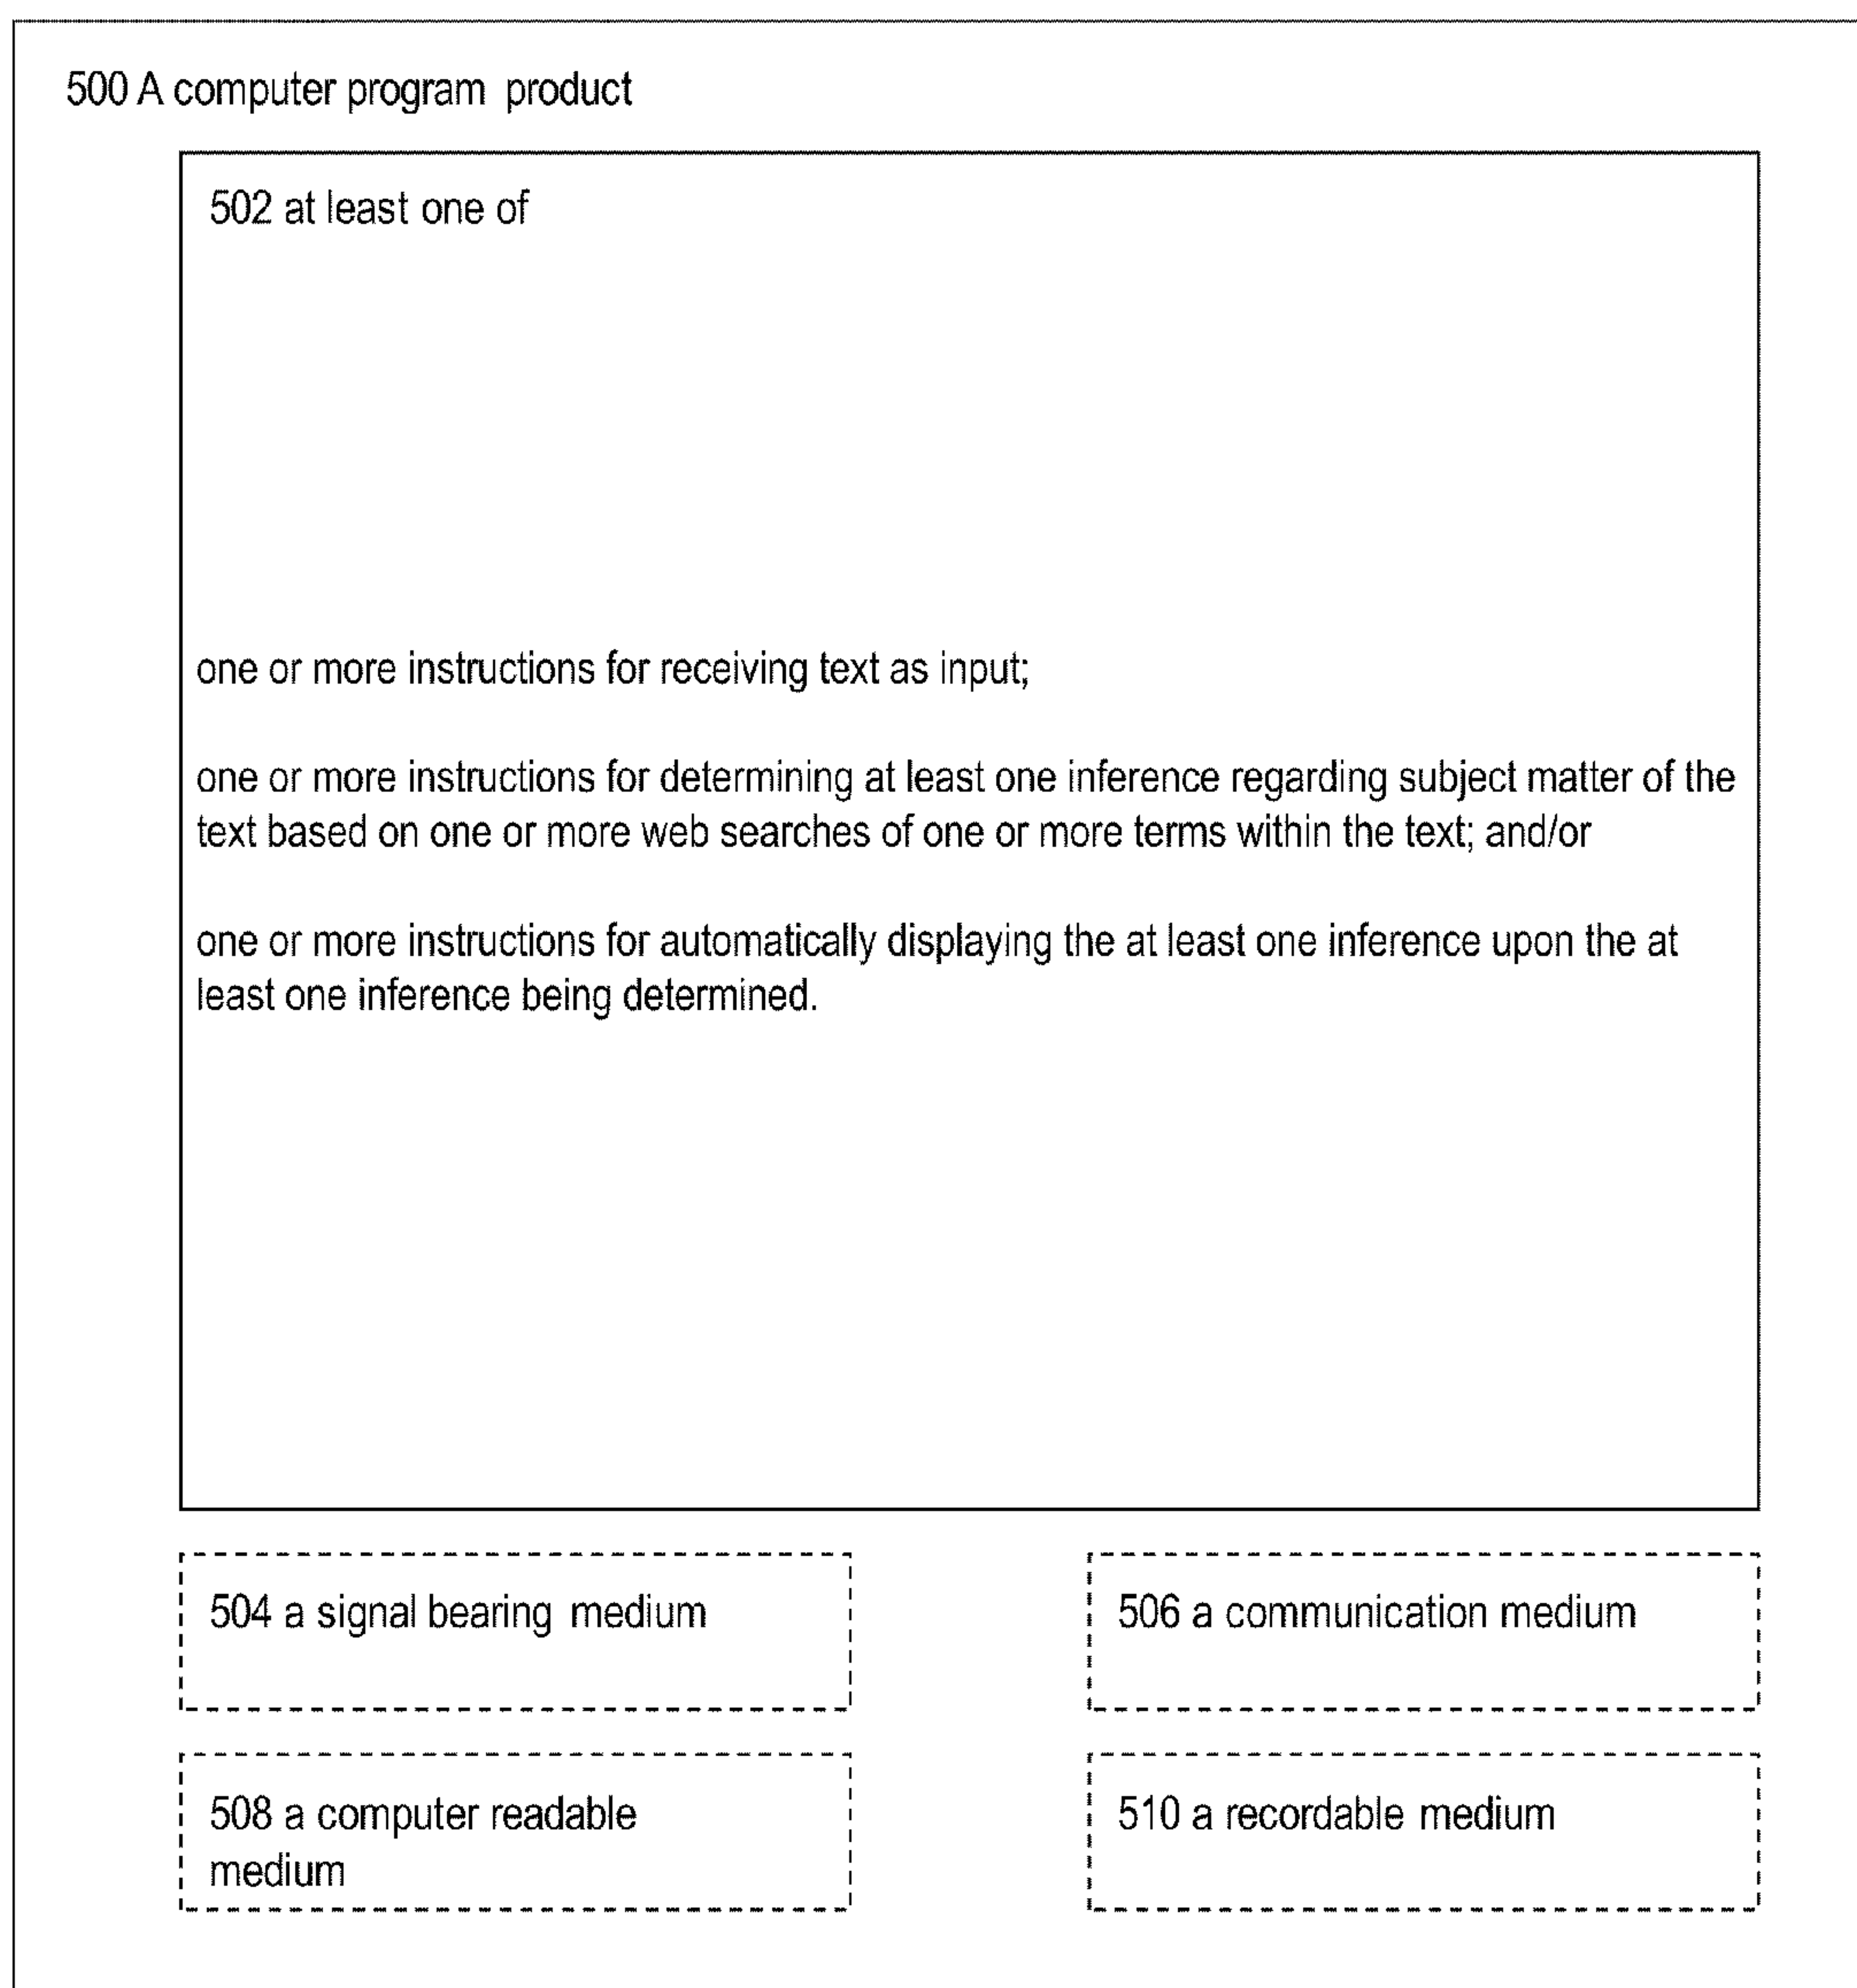 500 A computer program product
502 at least one of
one or more instructions for receiving text as input;
one or more instructions for determining at least one inference regarding subject matter of the
text based on one or more web searches of one or more terms within the text; and/or
one or more instructions for automatically displaying the at least one inference upon the at
least one inference being determined.
504 a signal bearing medium
506 a communication medium
508 a computer readable
medium
510 a recordable medium